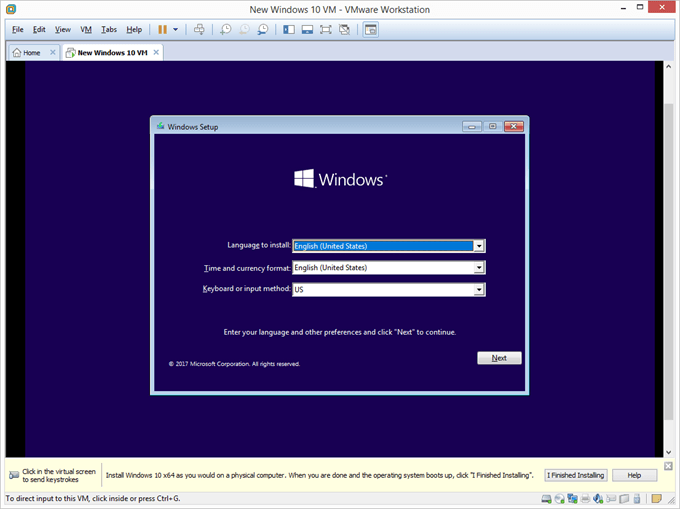 New Windows 10 VM - VMware Workstation
File Edit View VM Tabs Help
Home New Windows 10 VM
Windows Setup
Windows
Language to install: English (United States)
Time and currency format: English (United States)
Keyboard or input method: US
Enter your language and other preferences and click "Next" to continue.
Next
© 2017 Microsoft Corporation. All rights reserved.
Click in the virtual screen
to send keystrokes
Install Windows 10 x64 as you would on a physical computer. When you are done and the operating system boots up, click "I Finished Installing".
I Finished Installing
Help
To direct input to this VM, click inside or press Ctrl+G.